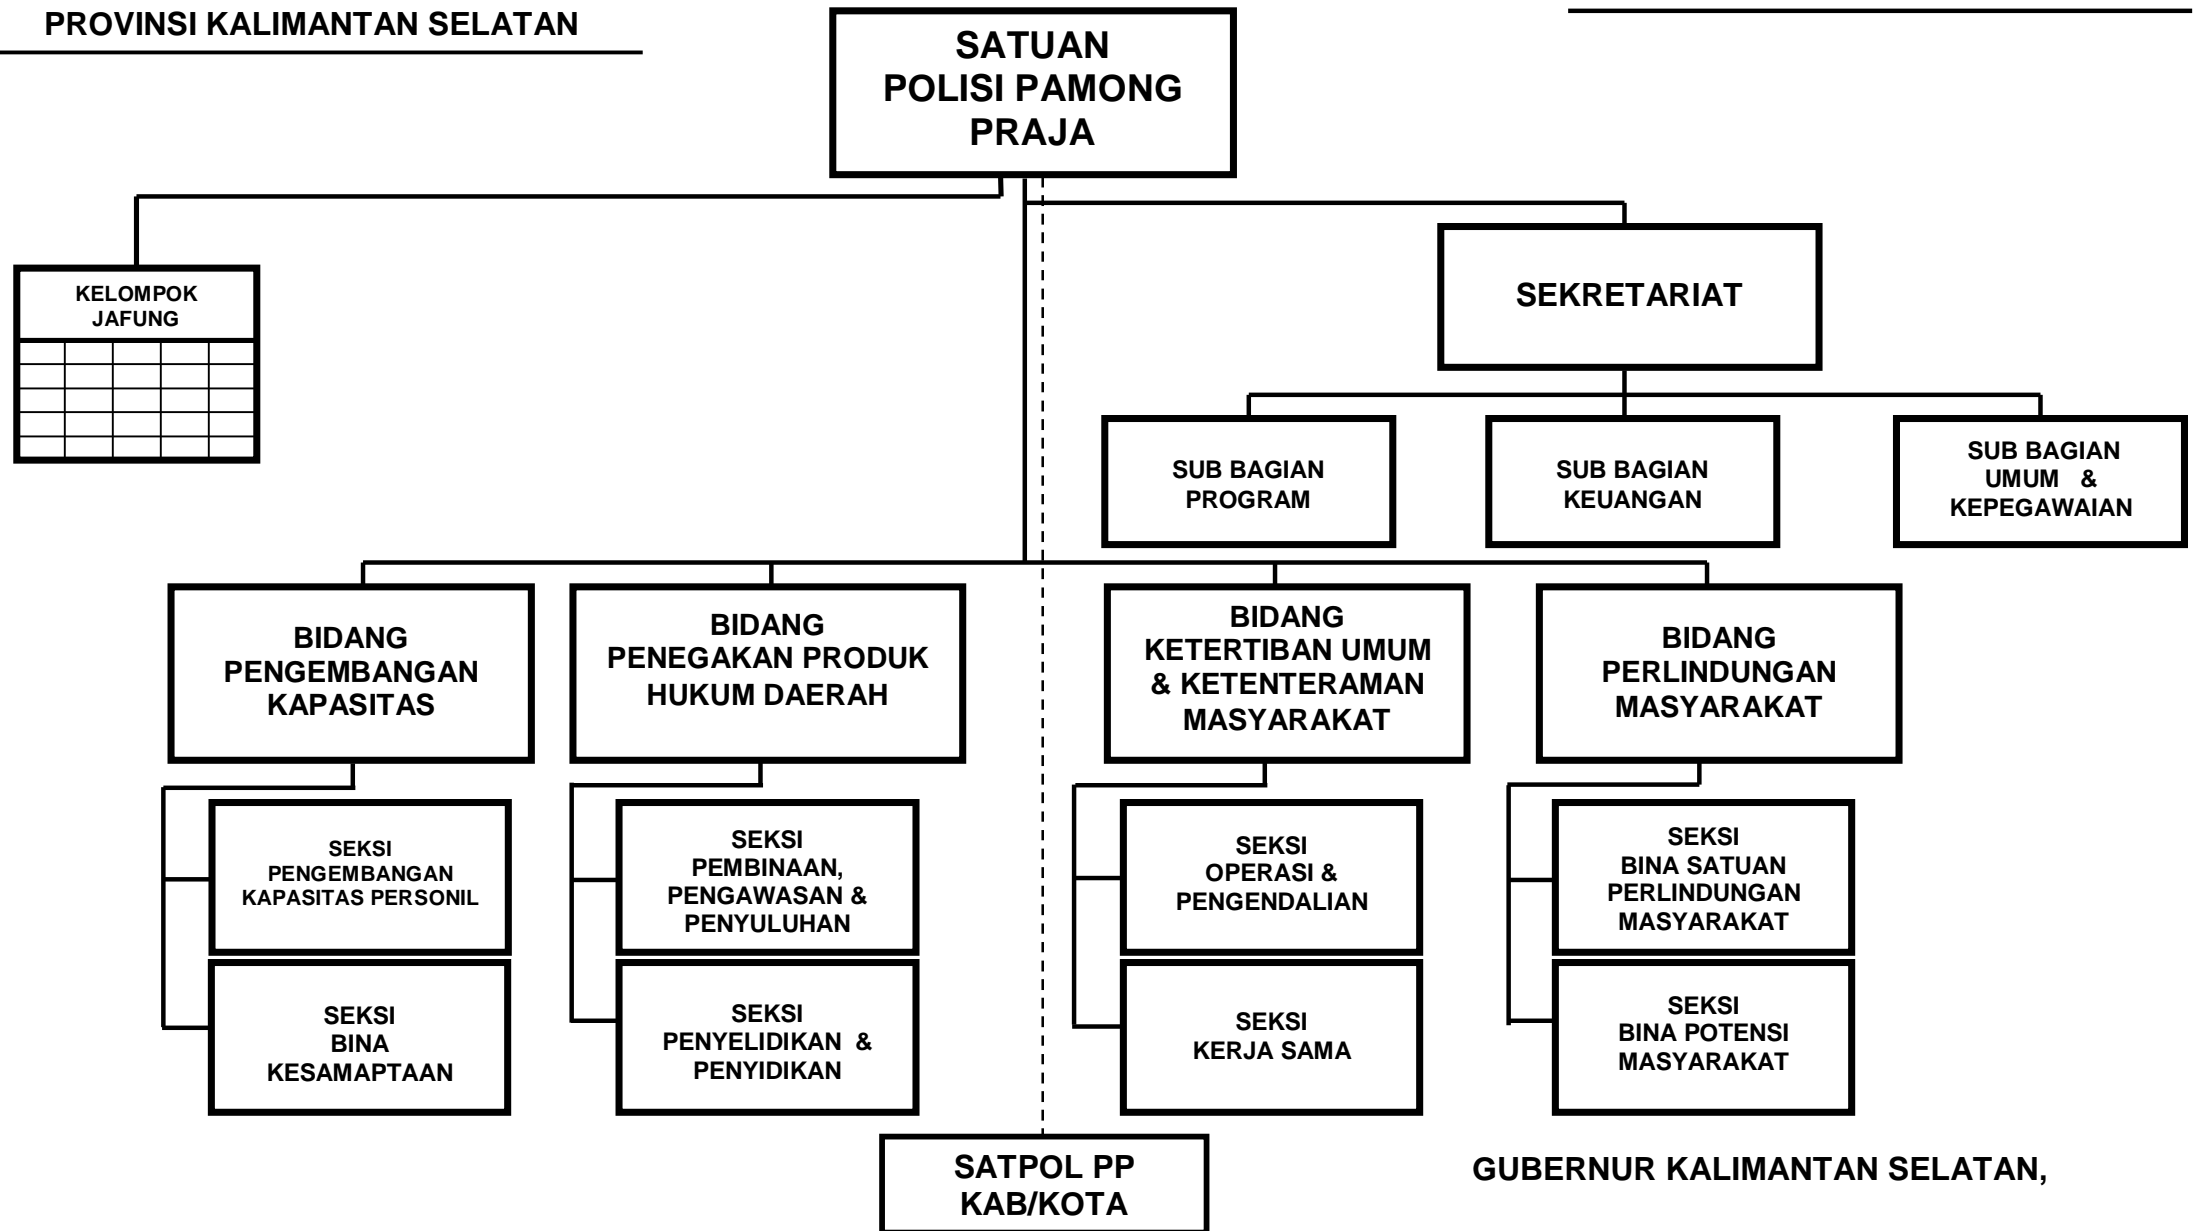 PROVINSI KALIMANTAN SELATAN
SATUAN
POLISI PAMONG
PRAJA
KELOMPOK
JAFUNG
SEKRETARIAT
SUB BAGIAN
PROGRAM
SUB BAGIAN
KEUANGAN
SUB BAGIAN
UMUM &
KEPEGAWAIAN
BIDANG
PENGEMBANGAN
KAPASITAS
BIDANG
PENEGAKAN PRODUK
HUKUM DAERAH
BIDANG
KETERTIBAN UMUM
& KETENTERAMAN
MASYARAKAT
BIDANG
PERLINDUNGAN
MASYARAKAT
SEKSI
PENGEMBANGAN
KAPASITAS PERSONIL
SEKSI
PEMBINAAN,
PENGAWASAN &
PENYULUHAN
SEKSI
OPERASI &
PENGENDALIAN
SEKSI
BINA SATUAN
PERLINDUNGAN
MASYARAKAT
SEKSI
BINA
KESAMAPTAAN
SEKSI
PENYELIDIKAN &
PENYIDIKAN
SEKSI
KERJA SAMA
SEKSI
BINA POTENSI
MASYARAKAT
SATPOL PP
KAB/KOTA
GUBERNUR KALIMANTAN SELATAN,